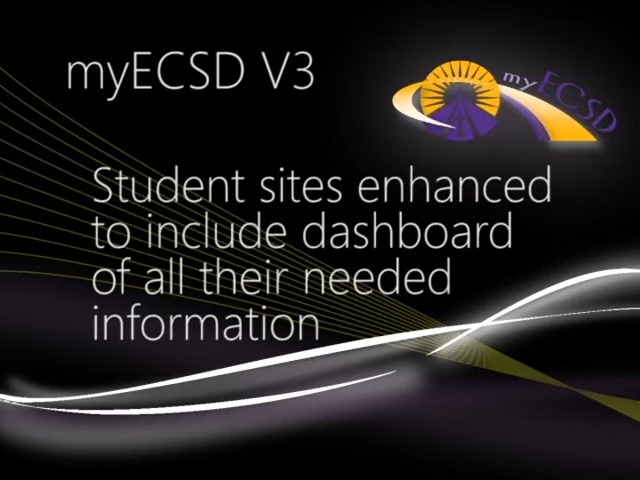 myECSD V3
myECSD
Student sites enhanced
to include dashboard
of all their needed
information